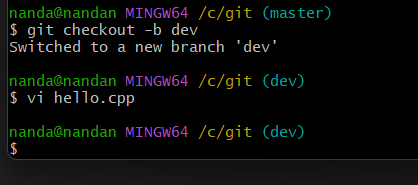 nanda@nandan MINGW64 /c/git (master)
$ git checkout -b dev
Switched to a new branch 'dev'
nanda@nandan MINGW64 /c/git (dev)
$ vi hello.cpp
nanda@nandan MINGW64 /c/git (dev)
$